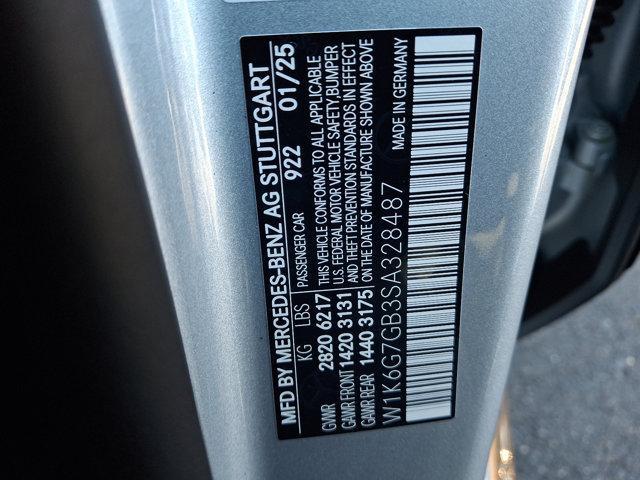 MFD BY MERCEDES-BENZ AG STUTTGART
922 01/25
KG LBS PASSENGER CAR
GVWR 2820 6217 THIS VEHICLE CONFORMS TO ALL APPLICABLE
GAWR FRONT 1420 3131 U.S. FEDERAL MOTOR VEHICLE SAFETY, BUMPER
GAWR REAR 1440 3175 AND THEFT PREVENTION STANDARDS IN EFFECT
ON THE DATE OF MANUFACTURE SHOWN ABOVE
W1K6G7GB3SA328487 MADE IN GERMANY